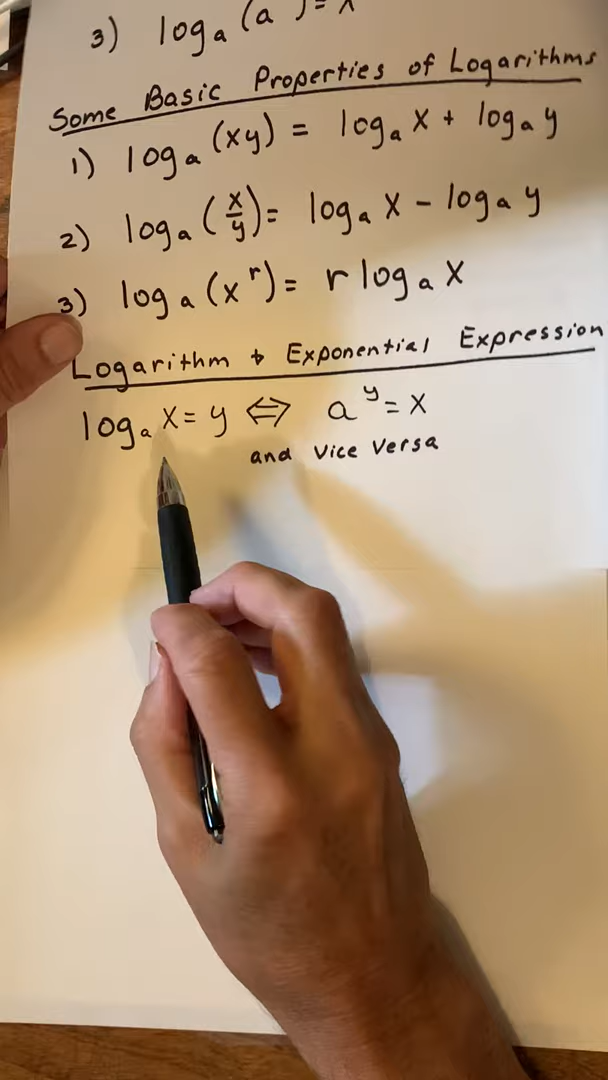 3) logₐ (a ) = x
Some Basic Properties of Logarithms
1) logₐ (xy) = logₐ x + logₐ y
2) logₐ (x/y) = logₐ x - logₐ y
3) logₐ (xʳ) = r logₐ x
Logarithm + Exponential Expression
logₐ x = y ⇔ aʸ = x
and Vice Versa